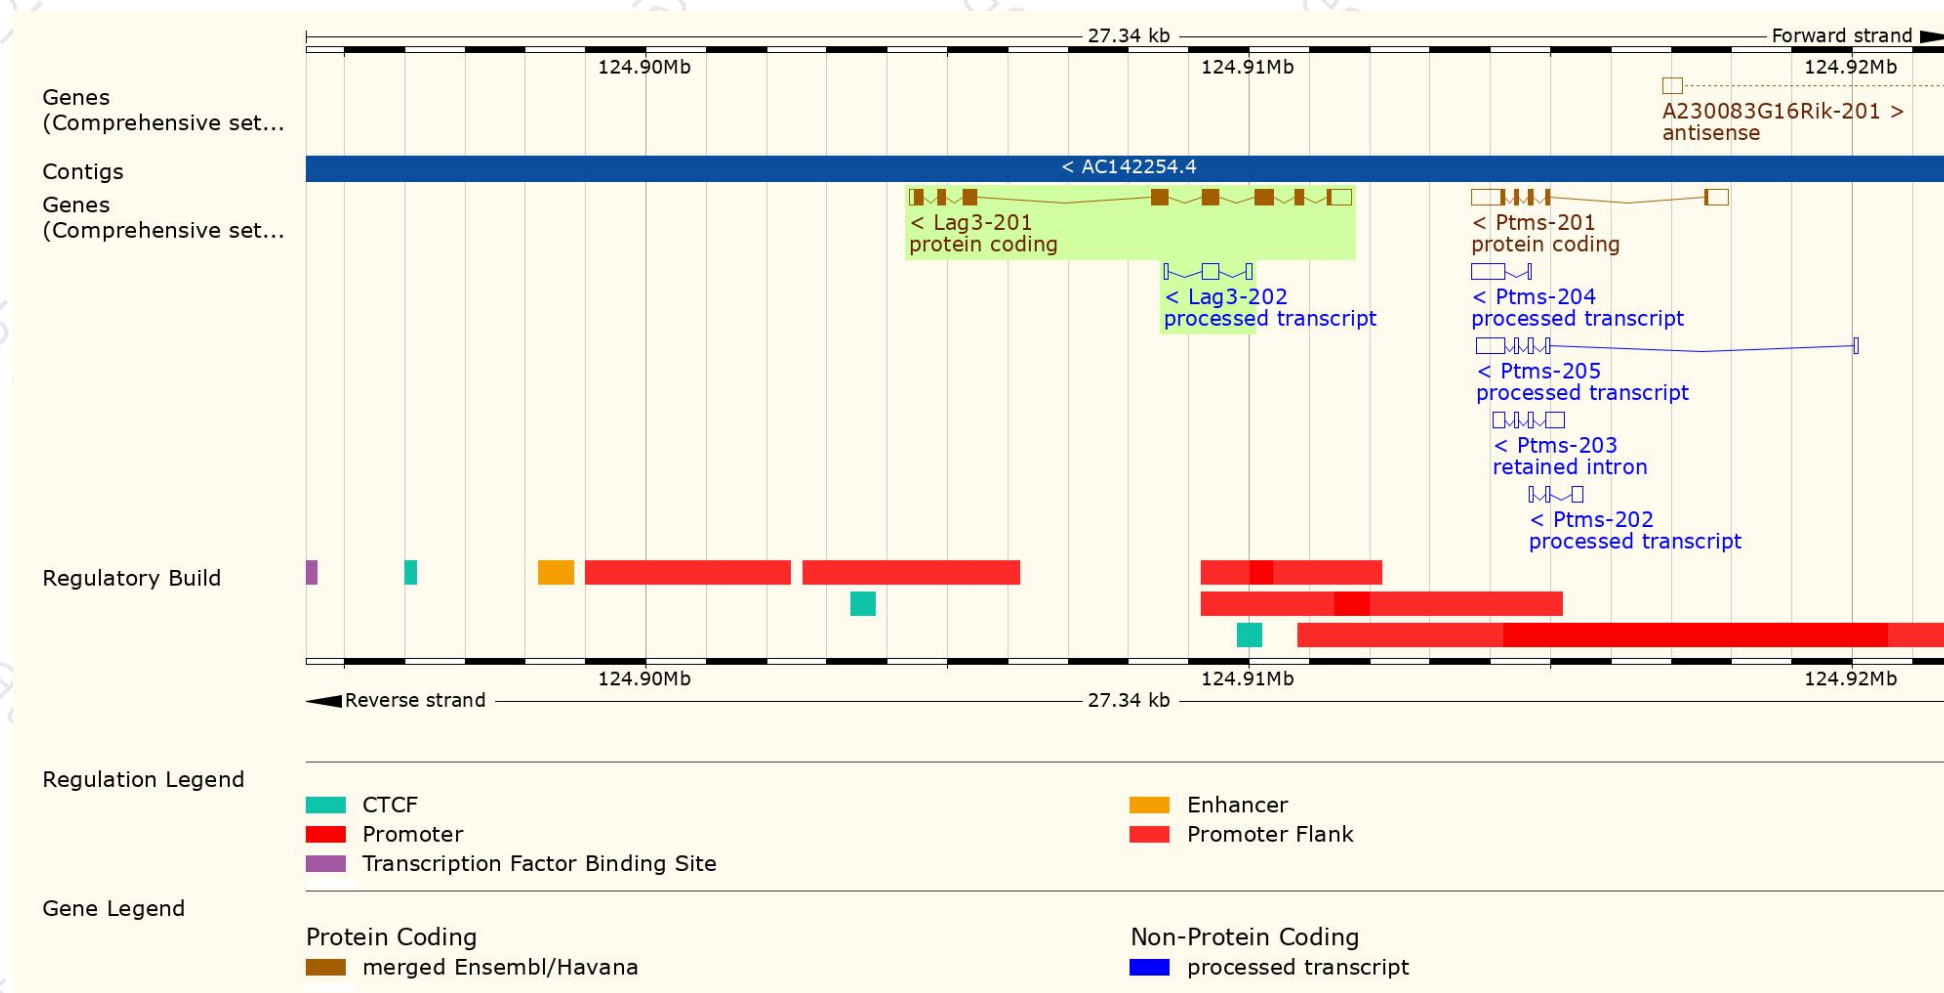 27.34 kb
Forward strand
124.90Mb
124.91Mb
124.92Mb
Genes
(Comprehensive set...
A230083G16Rik-201 >
antisense
Contigs
< AC142254.4
Genes
(Comprehensive set...
< Lag3-201
protein coding
< Ptms-201
protein coding
< Lag3-202
processed transcript
< Ptms-204
processed transcript
< Ptms-205
processed transcript
< Ptms-203
retained intron
< Ptms-202
processed transcript
Regulatory Build
124.90Mb
124.91Mb
124.92Mb
Reverse strand
27.34 kb
Regulation Legend
CTCF
Enhancer
Promoter
Promoter Flank
Transcription Factor Binding Site
Gene Legend
Protein Coding
Non-Protein Coding
merged Ensembl/Havana
processed transcript